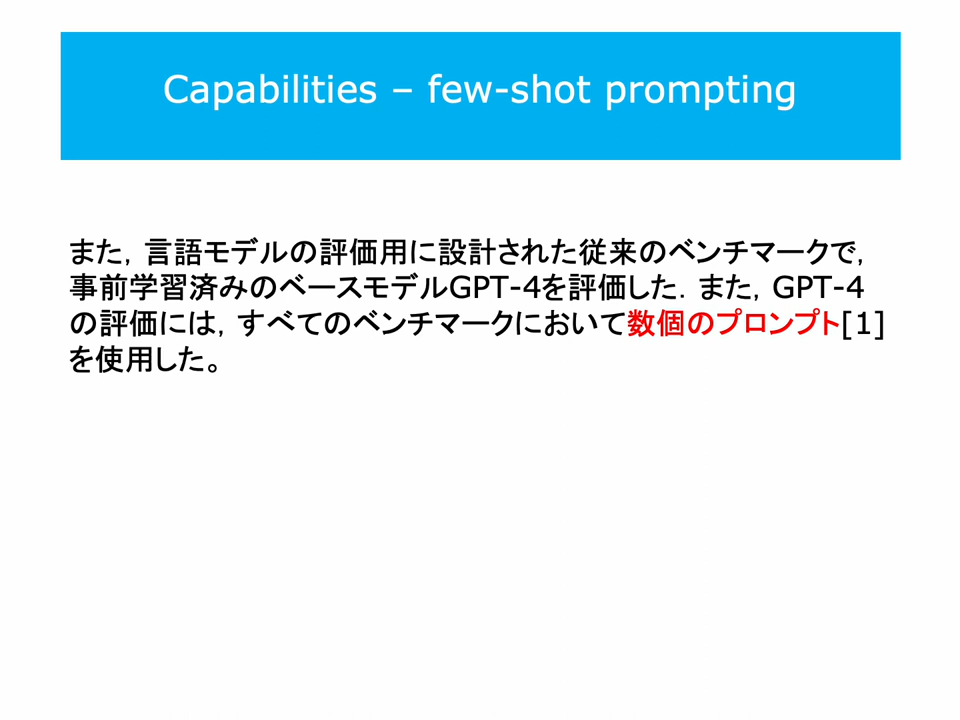 Capabilities – few-shot prompting
また，言語モデルの評価用に設計された従来のベンチマークで，
事前学習済みのベースモデルGPT-4を評価した．また，GPT-4
の評価には，すべてのベンチマークにおいて数個のプロンプト[1]
を使用した。